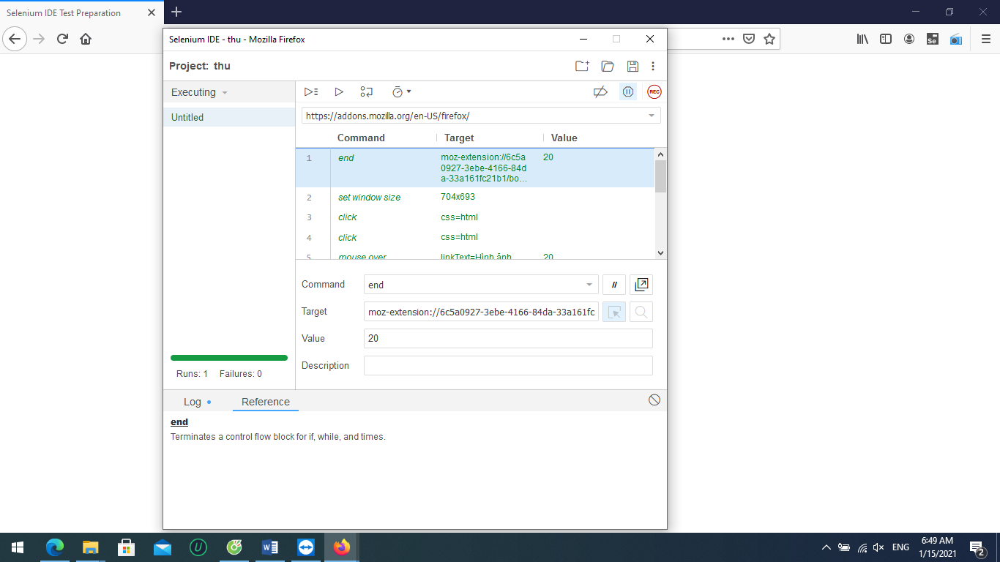 Selenium IDE Test Preparation
Selenium IDE - thu - Mozilla Firefox
Project: thu
Executing
Untitled
REC
Se
https://addons.mozilla.org/en-US/firefox/
Command Target Value
1 end moz-extension://6c5a 20
0927-3ebe-4166-84d
a-33a161fc21b1/bo...
2 set window size 704x693
3 click css=html
4 click css=html
5 mouse over linkText=Hình ảnh 20
Command end //
Target moz-extension://6c5a0927-3ebe-4166-84da-33a161fc
Value 20
Description
Runs: 1 Failures: 0
Log Reference
end
Terminates a control flow block for if, while, and times.
ENG
6:49 AM
1/15/2021
2